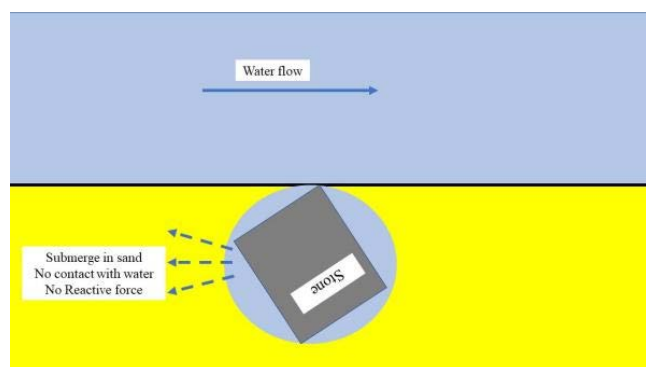 Water flow
Submerge in sand
No contact with water
No Reactive force
Stone